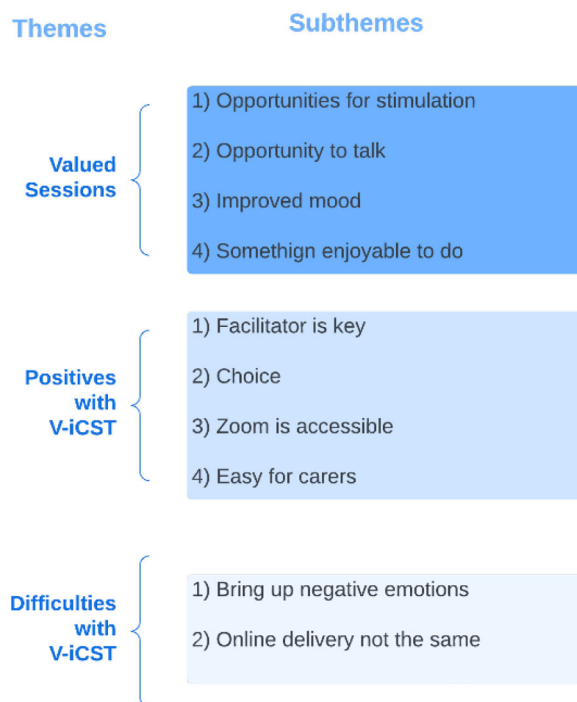 Themes
Subthemes
Valued
Sessions
1) Opportunities for stimulation
2) Opportunity to talk
3) Improved mood
4) Somethign enjoyable to do
Positives
with
V-iCST
1) Facilitator is key
2) Choice
3) Zoom is accessible
4) Easy for carers
Difficulties
with
V-iCST
1) Bring up negative emotions
2) Online delivery not the same